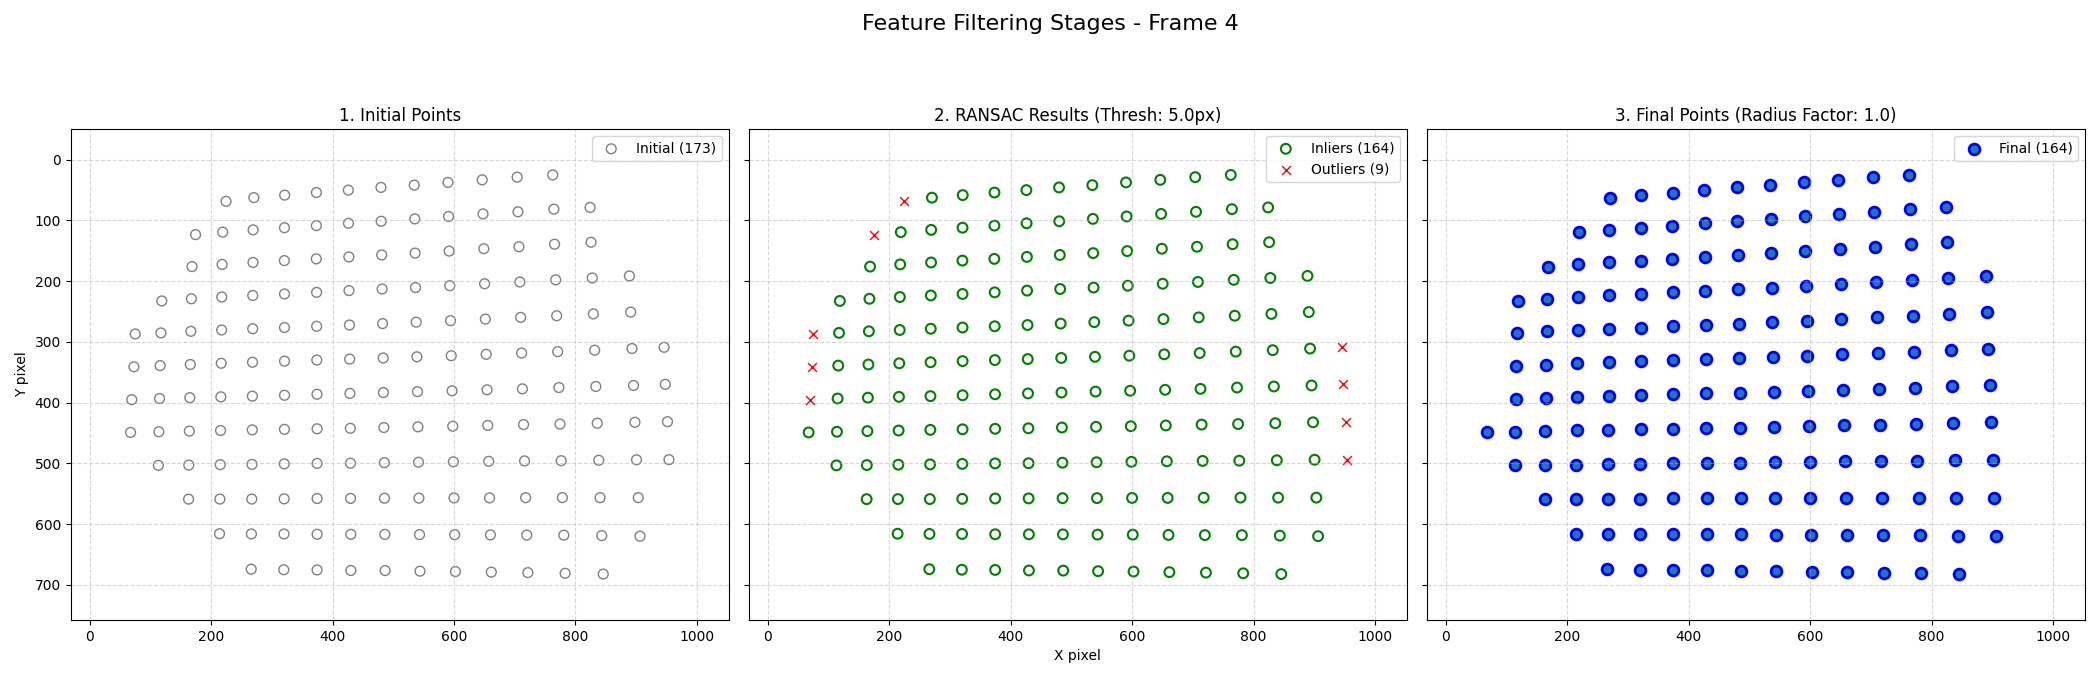 Feature Filtering Stages - Frame 4
1. Initial Points
Initial (173)
Y pixel
0
100
200
300
400
500
600
700
0 200 400 600 800 1000
2. RANSAC Results (Thresh: 5.0px)
Inliers (164)
Outliers (9)
0 200 400 600 800 1000
X pixel
3. Final Points (Radius Factor: 1.0)
Final (164)
0 200 400 600 800 1000